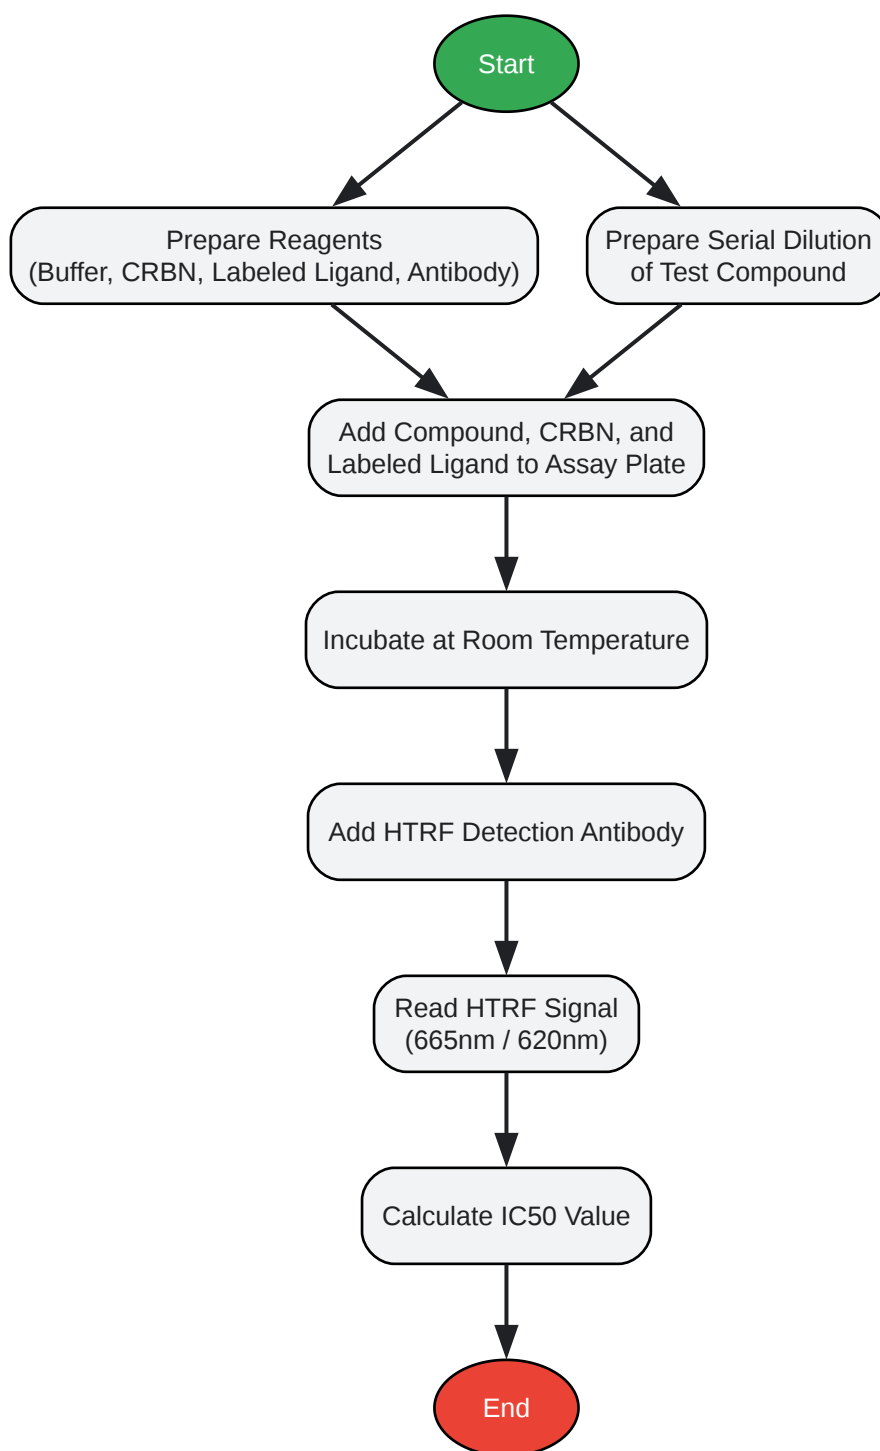 Start
Prepare Reagents
(Buffer, CRBN, Labeled Ligand, Antibody)
Prepare Serial Dilution
of Test Compound
Add Compound, CRBN, and
Labeled Ligand to Assay Plate
Incubate at Room Temperature
Add HTRF Detection Antibody
Read HTRF Signal
(665nm / 620nm)
Calculate IC50 Value
End